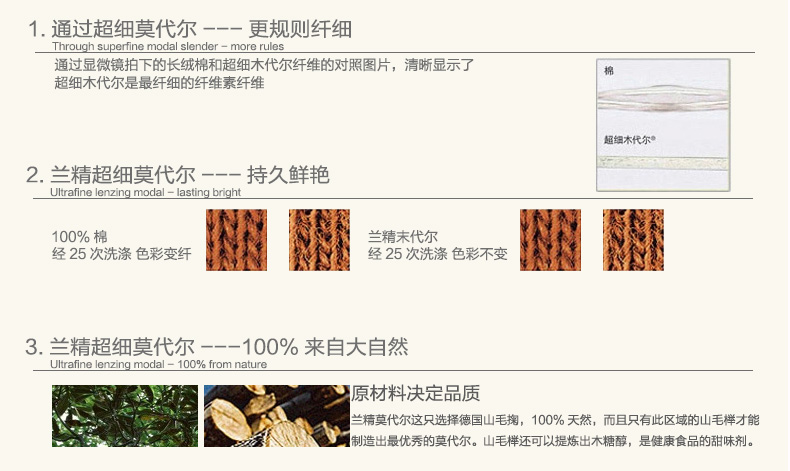 1. 通过超细莫代尔 --- 更规则纤细
Through superfine modal slender - more rules
通过显微镜拍下的长绒棉和超细木代尔纤维的对照图片，清晰显示了
超细木代尔是最纤细的纤维素纤维
棉
超细木代尔®
2. 兰精超细莫代尔 --- 持久鲜艳
Ultrafine lenzing modal - lasting bright
100% 棉
经 25 次洗涤 色彩变纤
兰精末代尔
经 25 次洗涤 色彩不变
3. 兰精超细莫代尔 ---100% 来自大自然
Ultrafine lenzing modal - 100% from nature
原材料决定品质
兰精莫代尔这只选择德国山毛掬，100% 天然，而且只有此区域的山毛榉才能
制造出最优秀的莫代尔。山毛榉还可以提炼出木糖醇，是健康食品的甜味剂。